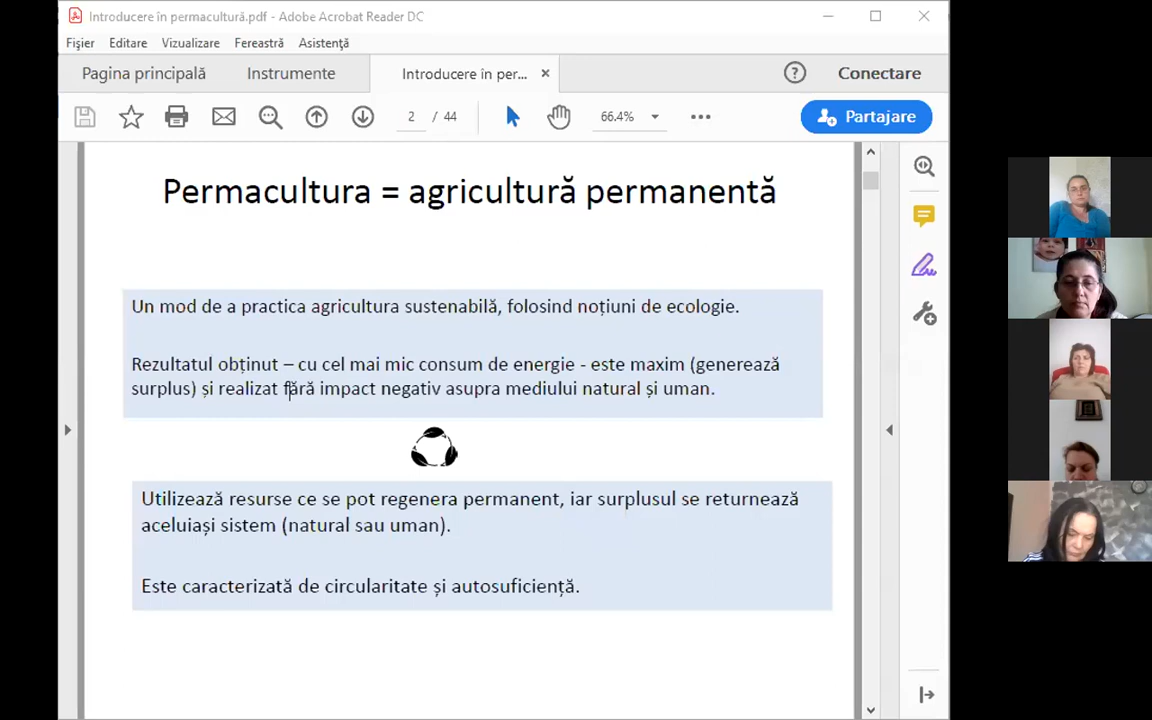 Introducere în permacultură.pdf - Adobe Acrobat Reader DC
Fișier Editare Vizualizare Fereastră Asistență
Pagina principală Instrumente Introducere în per... Conectare
2 / 44 66.4% Partajare
Permacultura = agricultură permanentă
Un mod de a practica agricultura sustenabilă, folosind noțiuni de ecologie.
Rezultatul obținut – cu cel mai mic consum de energie - este maxim (generează
surplus) și realizat fără impact negativ asupra mediului natural și uman.
Utilizează resurse ce se pot regenera permanent, iar surplusul se returnează
aceluiași sistem (natural sau uman).
Este caracterizată de circularitate și autosuficiență.